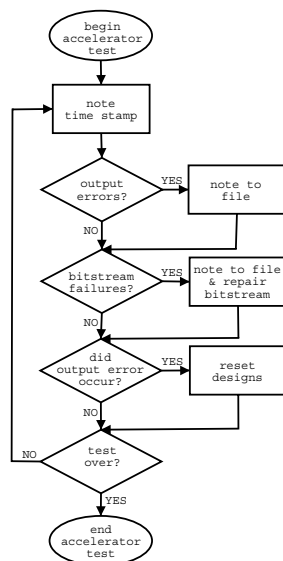 begin
accelerator
test
note
time stamp
output
errors?
YES
note to
file
NO
bitstream
failures?
YES
note to file
& repair
bitstream
NO
did
output error
occur?
YES
reset
designs
NO
test
over?
NO
YES
end
accelerator
test